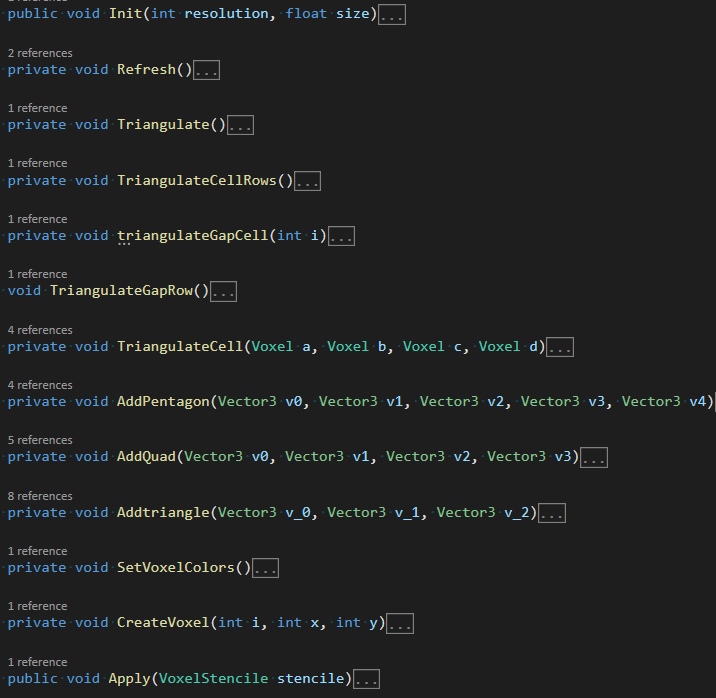 public void Init(int resolution, float size)...
2 references
private void Refresh()...
1 reference
private void Triangulate()...
1 reference
private void TriangulateCellRows()...
1 reference
private void triangulateGapCell(int i)...
1 reference
void TriangulateGapRow()...
4 references
private void TriangulateCell(Voxel a, Voxel b, Voxel c, Voxel d)...
4 references
private void AddPentagon(Vector3 v0, Vector3 v1, Vector3 v2, Vector3 v3, Vector3 v4)
5 references
private void AddQuad(Vector3 v0, Vector3 v1, Vector3 v2, Vector3 v3)...
8 references
private void Addtriangle(Vector3 v_0, Vector3 v_1, Vector3 v_2)...
1 reference
private void SetVoxelColors()...
1 reference
private void CreateVoxel(int i, int x, int y)...
1 reference
public void Apply(VoxelStencile stencile)...